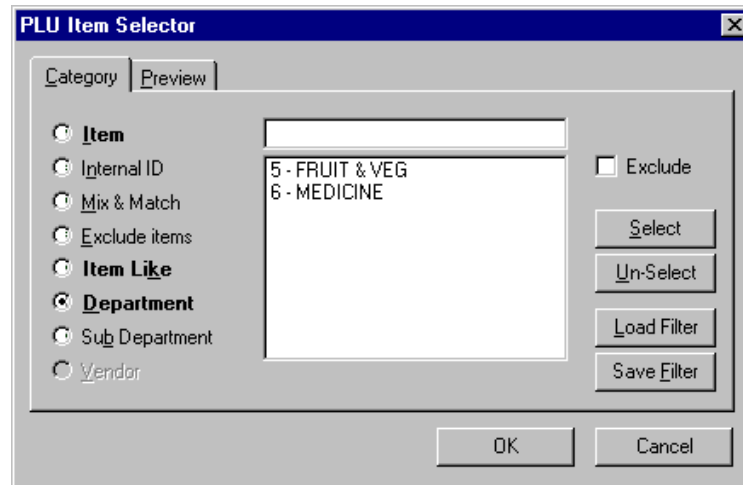 PLU Item Selector
Category
Preview
Item
Internal ID
Mix & Match
Exclude items
Item Like
Department
Sub Department
Vendor
5 - FRUIT & VEG
6 - MEDICINE
Exclude
Select
Un-Select
Load Filter
Save Filter
OK
Cancel